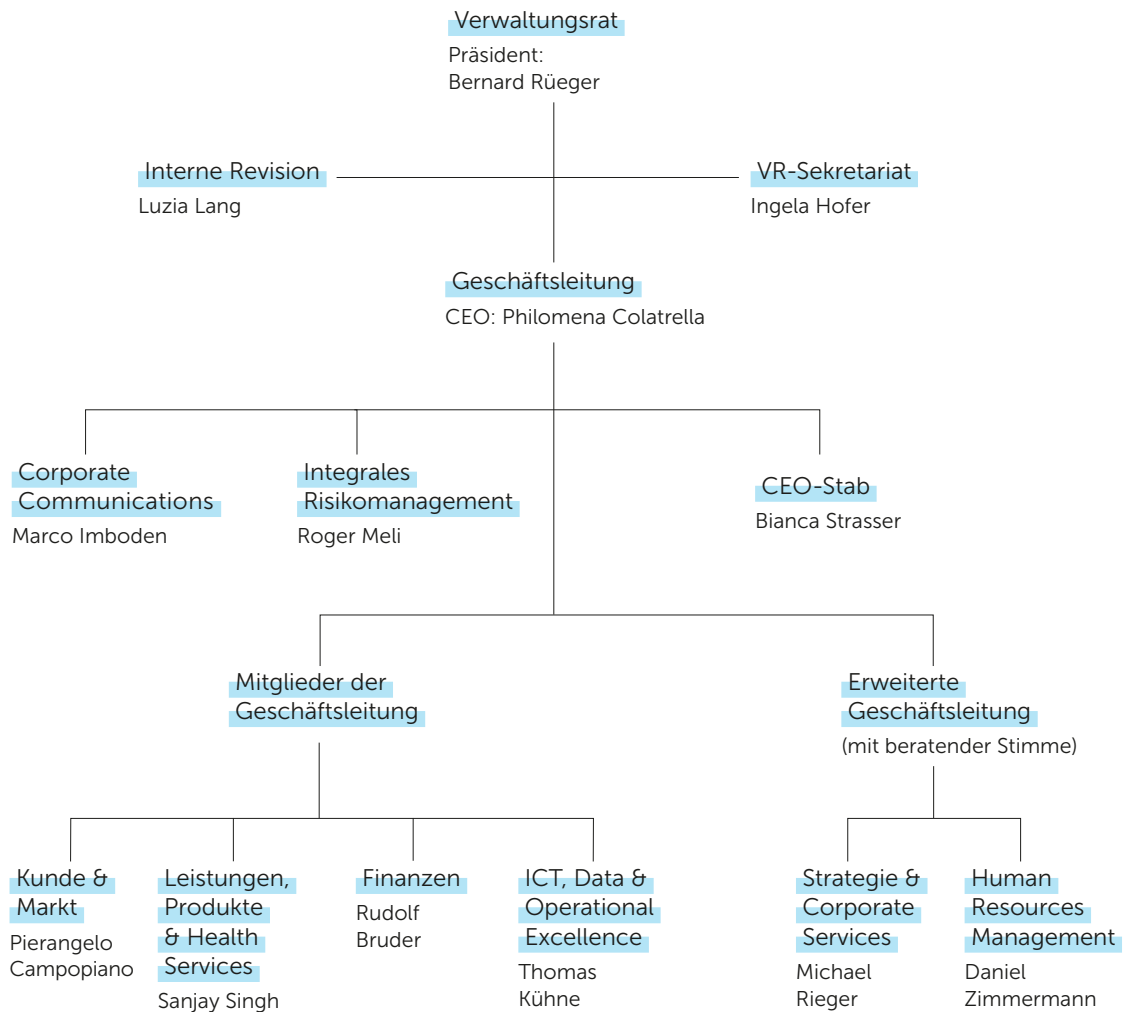 Verwaltungsrat
Präsident:
Bernard Rüeger
Interne Revision
Luzia Lang
VR-Sekretariat
Ingela Hofer
Geschäftsleitung
CEO: Philomena Colatrella
Corporate
Communications
Marco Imboden
Integrales
Risikomanagement
Roger Meli
CEO-Stab
Bianca Strasser
Mitglieder der
Geschäftsleitung
Erweiterte
Geschäftsleitung
(mit beratender Stimme)
Kunde &
Markt
Pierangelo
Campopiano
Leistungen,
Produkte
& Health
Services
Sanjay Singh
Finanzen
Rudolf
Bruder
ICT, Data &
Operational
Excellence
Thomas
Kühne
Strategie &
Corporate
Services
Michael
Rieger
Human
Resources
Management
Daniel
Zimmermann